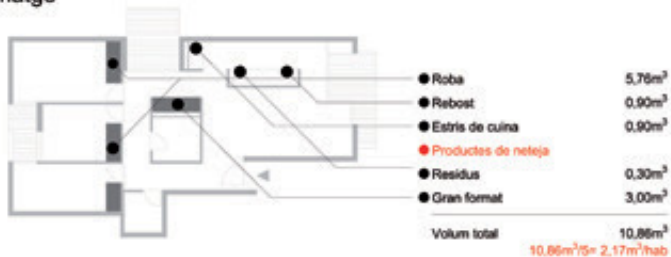 Roba 5,76m³
Rebost 0,90m³
Estris de cuina 0,90m³
Productes de neteja
Residus 0,30m³
Gran format 3,00m³
Volum total 10,86m³
10,86m³/5= 2,17m³/hab